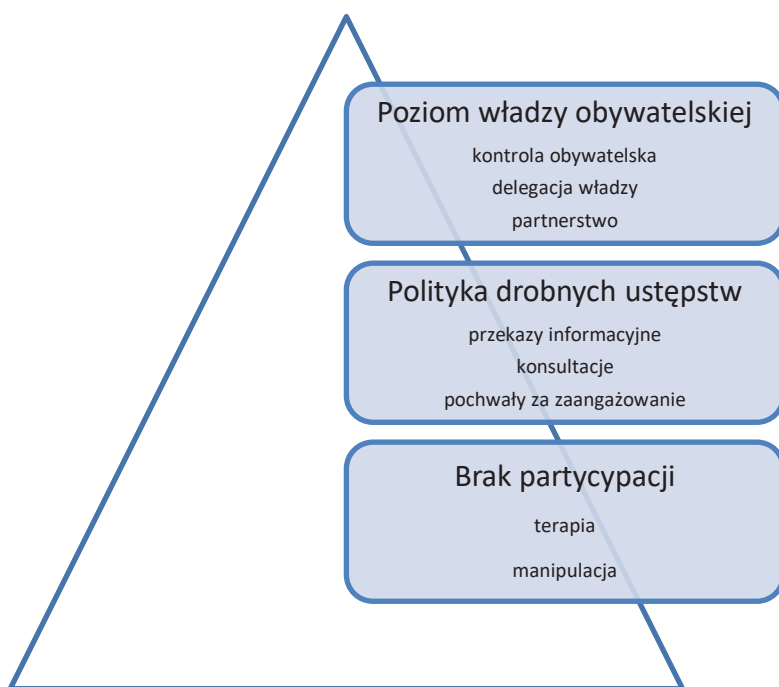 Poziom władzy obywatelskiej
kontrola obywatelska
delegacja władzy
partnerstwo
Polityka drobnych ustępstw
przekazy informacyjne
konsultacje
pochwały za zaangażowanie
Brak partycypacji
terapia
manipulacja